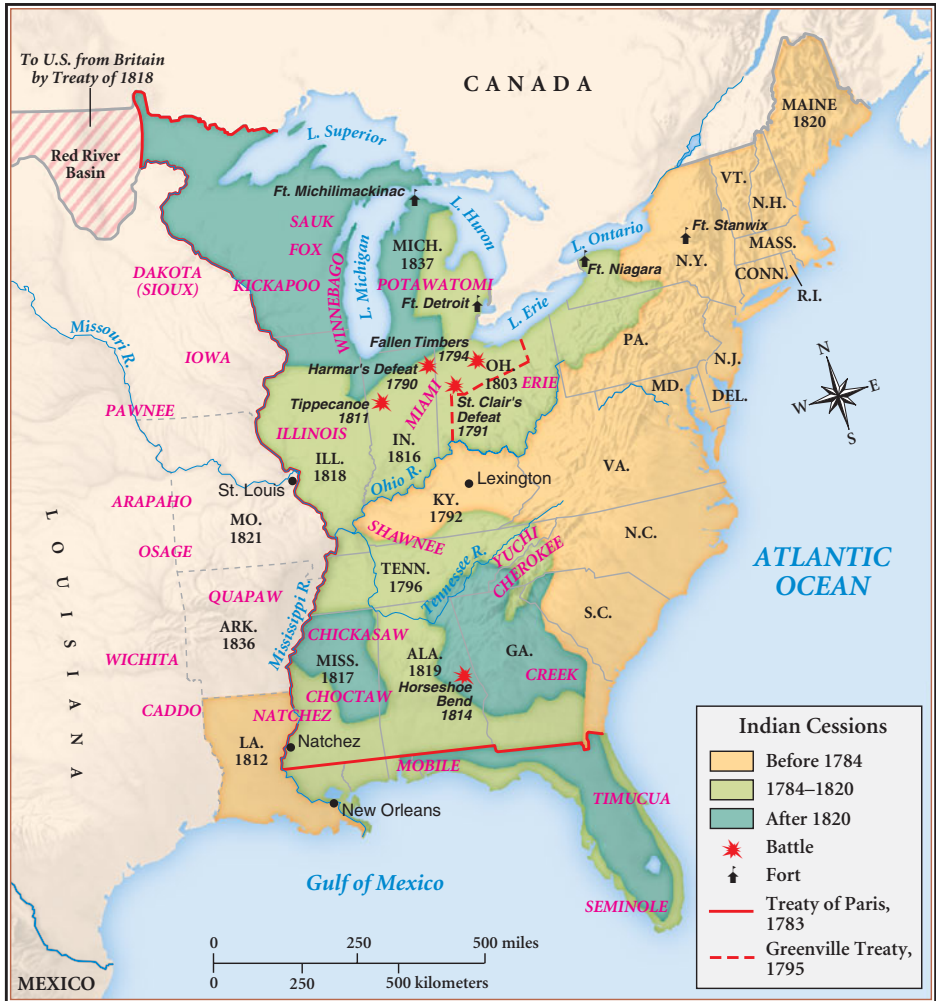 To U.S. from Britain
by Treaty of 1818
CANADA
MAINE
1820
Red River
Basin
L. Superior
VT.
N.H.
Ft. Michilimackinac
SAUK
FOX
L. Huron
L. Ontario
Ft. Stanwix
MASS.
MICH.
1837
N.Y.
Ft. Niagara
CONN.
R.I.
DAKOTA
(SIOUX)
KICKAPOO
WINNEBAGO
L. Michigan
POTAWATOMI
Ft. Detroit
L. Erie
Missouri R.
IOWA
Fallen Timbers
1794
PA.
N.J.
Harmar's Defeat
1790
OH.
1803
ERIE
MD.
DEL.
PAWNEE
Tippecanoe
1811
MIAMI
St. Clair's
Defeat
1791
ILLINOIS
IN.
1816
ILL.
1818
Ohio R.
VA.
St. Louis
Lexington
KY.
1792
ARAPAHO
MO.
1821
SHAWNEE
YUCHI
CHEROKEE
N.C.
LOUISIANA
OSAGE
TENN.
1796
Tennessee R.
ATLANTIC
OCEAN
QUAPAW
ARK.
1836
Mississippi R.
S.C.
CHICKASAW
WICHITA
MISS.
1817
ALA.
1819
GA.
CREEK
CHOCTAW
Horseshoe
Bend
1814
CADDO
NATCHEZ
LA.
1812
Natchez
MOBILE
TIMUCUA
New Orleans
Gulf of Mexico
SEMINOLE
MEXICO
N
E
S
W
0 250 500 miles
0 250 500 kilometers
Indian Cessions
Before 1784
1784–1820
After 1820
Battle
Fort
Treaty of Paris,
1783
Greenville Treaty,
1795